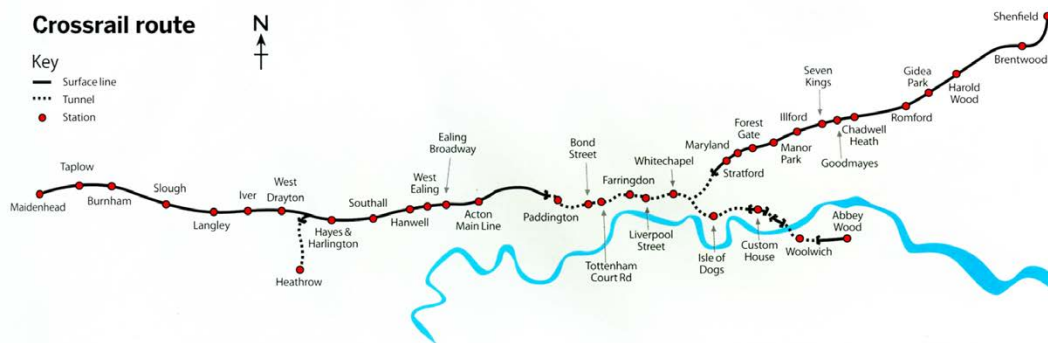 Crossrail route
N
Key
Surface line
Tunnel
Station
Maidenhead
Taplow
Burnham
Slough
Langley
Iver
West
Drayton
Heathrow
Hayes &
Harlington
Southall
Hanwell
West
Ealing
Ealing
Broadway
Acton
Main Line
Paddington
Bond
Street
Tottenham
Court Rd
Farringdon
Liverpool
Street
Whitechapel
Isle of
Dogs
Custom
House
Woolwich
Abbey
Wood
Stratford
Maryland
Forest
Gate
Manor
Park
Illford
Seven
Kings
Goodmayes
Chadwell
Heath
Romford
Gidea
Park
Harold
Wood
Brentwood
Shenfield